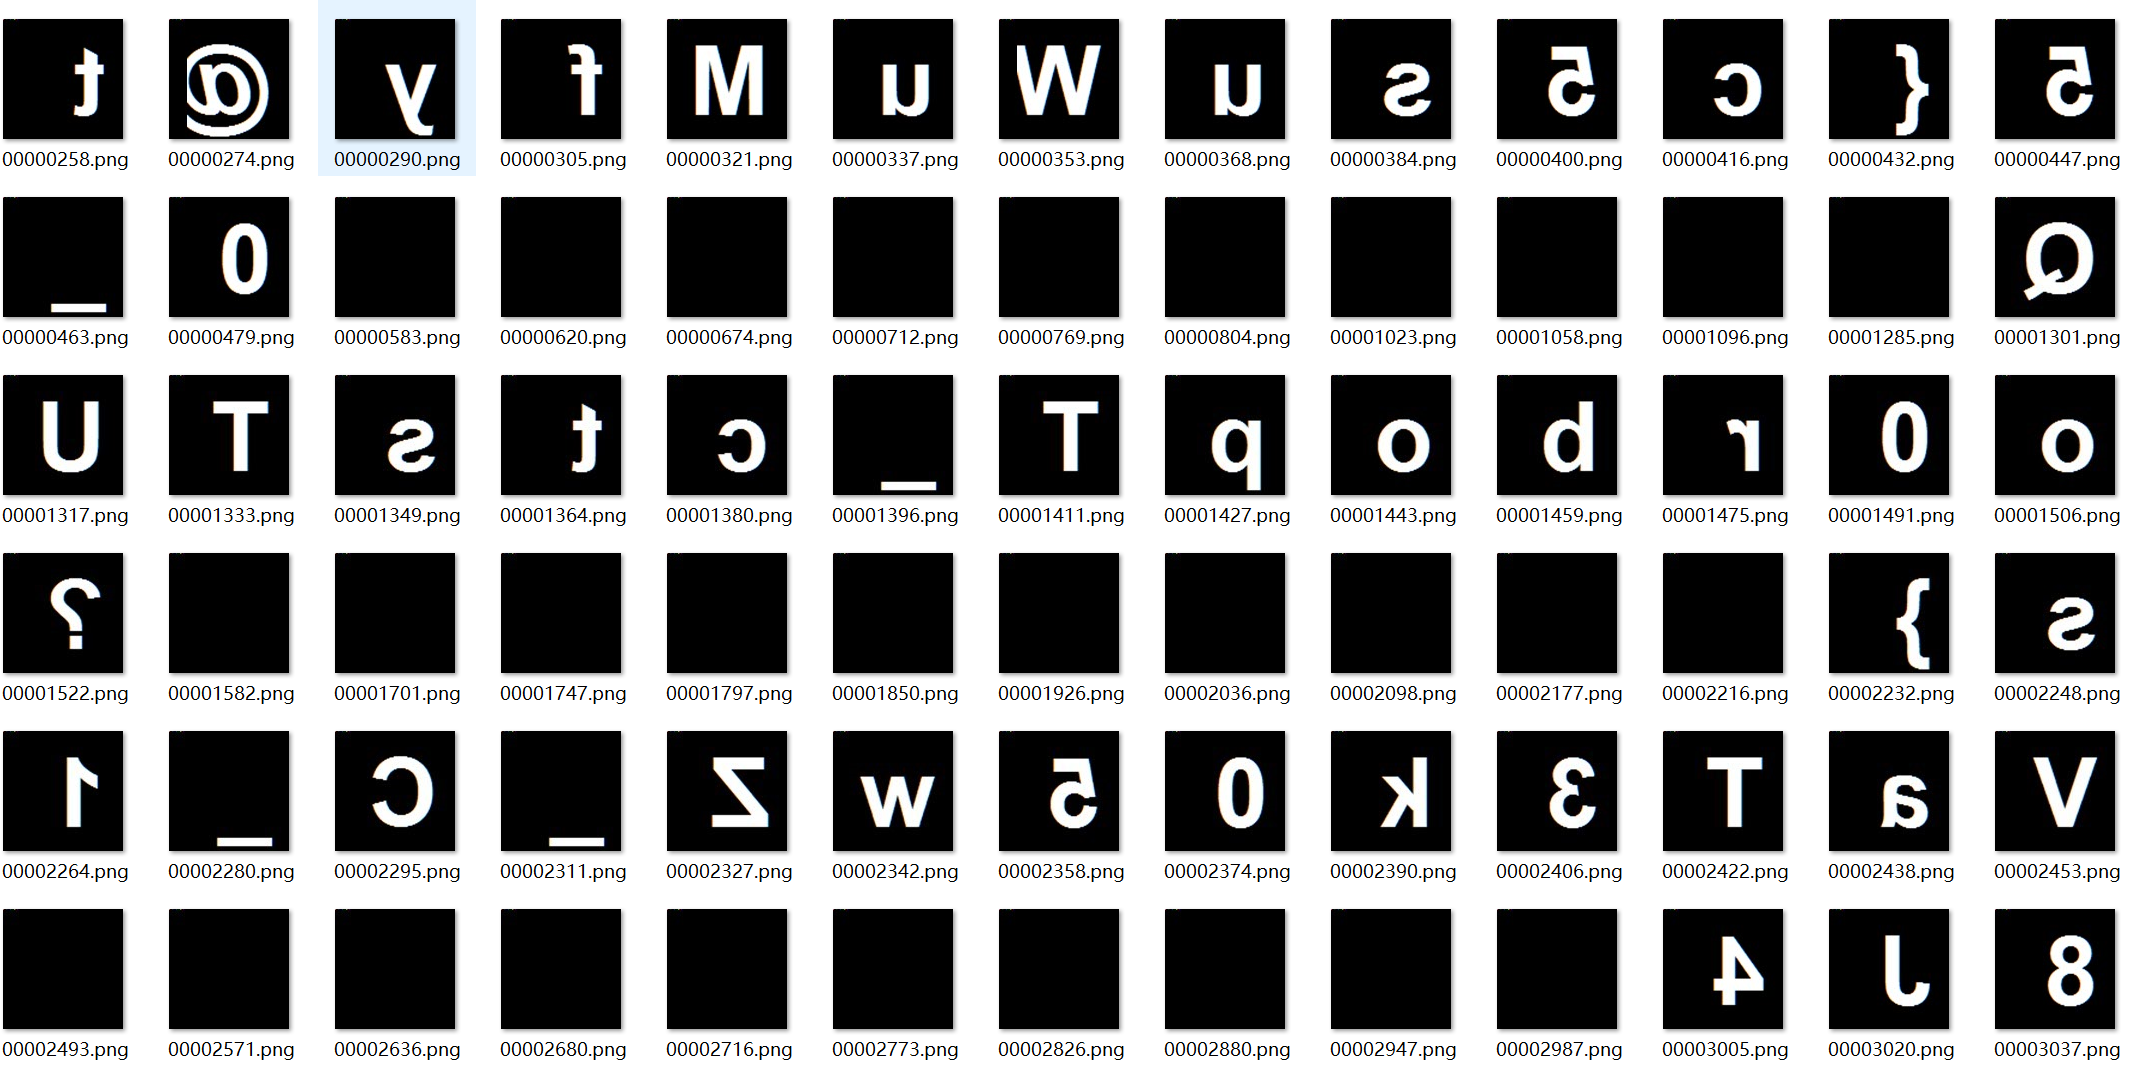 t @ y f M u W u s 5 c { 5
00000258.png 00000274.png 00000290.png 00000305.png 00000321.png 00000337.png 00000353.png 00000368.png 00000384.png 00000400.png 00000416.png 00000432.png 00000447.png
_ 0 Q
00000463.png 00000479.png 00000583.png 00000620.png 00000674.png 00000712.png 00000769.png 00000804.png 00001023.png 00001058.png 00001096.png 00001285.png 00001301.png
U T s t c _ T p o b r 0 o
00001317.png 00001333.png 00001349.png 00001364.png 00001380.png 00001396.png 00001411.png 00001427.png 00001443.png 00001459.png 00001475.png 00001491.png 00001506.png
? } s
00001522.png 00001582.png 00001701.png 00001747.png 00001797.png 00001850.png 00001926.png 00002036.png 00002098.png 00002177.png 00002216.png 00002232.png 00002248.png
1 _ C _ Z w 5 0 k 3 T a V
00002264.png 00002280.png 00002295.png 00002311.png 00002327.png 00002342.png 00002358.png 00002374.png 00002390.png 00002406.png 00002422.png 00002438.png 00002453.png
4 J 8
00002493.png 00002571.png 00002636.png 00002680.png 00002716.png 00002773.png 00002826.png 00002880.png 00002947.png 00002987.png 00003005.png 00003020.png 00003037.png